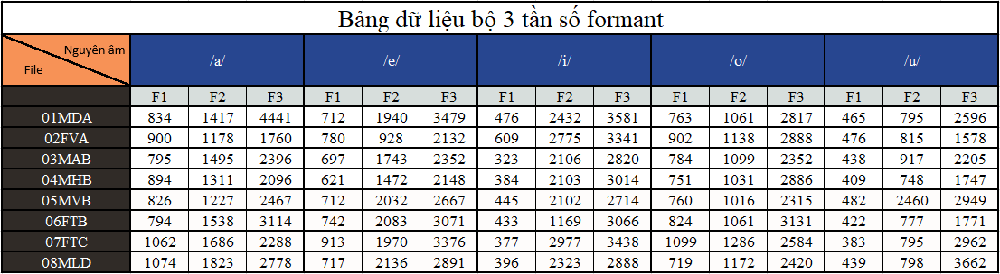 Bảng dữ liệu bộ 3 tần số formant
Nguyên âm
File
/a/ /e/ /i/ /o/ /u/
F1 F2 F3 F1 F2 F3 F1 F2 F3 F1 F2 F3 F1 F2 F3
01MDA 834 1417 4441 712 1940 3479 476 2432 3581 763 1061 2817 465 795 2596
02FVA 900 1178 1760 780 928 2132 609 2775 3341 902 1138 2888 476 815 1578
03MAB 795 1495 2396 697 1743 2352 323 2106 2820 784 1099 2352 438 917 2205
04MHB 894 1311 2096 621 1472 2148 384 2103 3014 751 1031 2886 409 748 1747
05MVB 826 1227 2467 712 2032 2667 445 2102 2714 760 1016 2315 482 2460 2949
06FTB 794 1538 3114 742 2083 3071 433 1169 3066 824 1061 3131 422 777 1771
07FTC 1062 1686 2288 913 1970 3376 377 2977 3438 1099 1286 2584 383 795 2962
08MLD 1074 1823 2778 717 2136 2891 396 2323 2888 719 1172 2420 439 798 3662